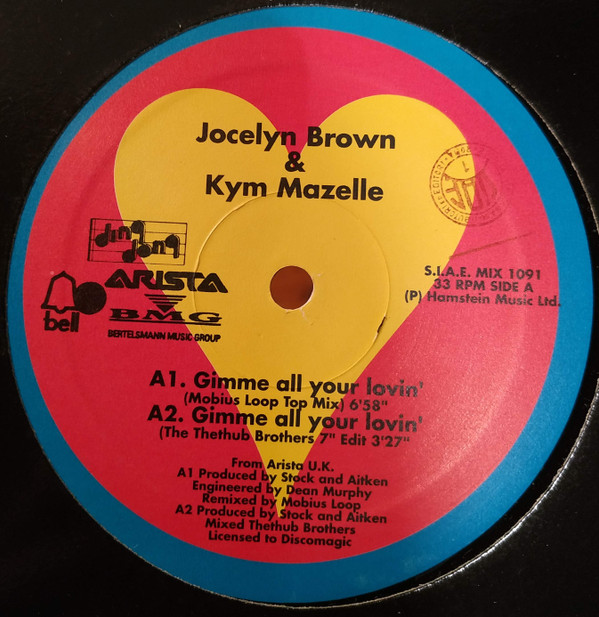 Jocelyn Brown
&
Kym Mazelle
ding
dong
ARISTA
BMG
bell
BERTELSMANN MUSIC GROUP
S.I.A.E. MIX 1091
33 RPM SIDE A
(P) Hamstein Music Ltd.
A1. Gimme all your lovin'
(Mobius Loop Top Mix) 6'58"
A2. Gimme all your lovin'
(The Thethub Brothers 7" Edit 3'27"
From Arista U.K.
A1 Produced by Stock and Aitken
Engineered by Dean Murphy
Remixed by Mobius Loop
A2 Produced by Stock and Aitken
Mixed Thethub Brothers
Licensed to Discomagic